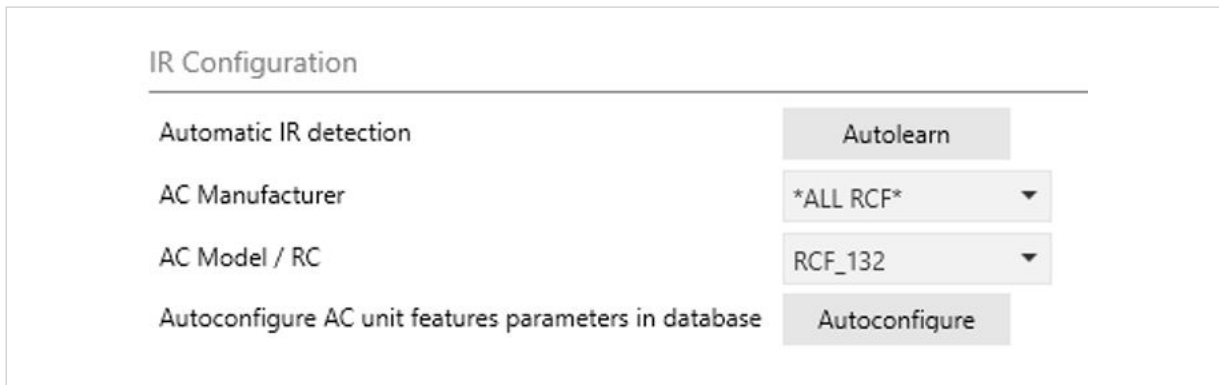 IR Configuration
Automatic IR detection Autolearn
AC Manufacturer *ALL RCF*
AC Model / RC RCF_132
Autoconfigure AC unit features parameters in database Autoconfigure